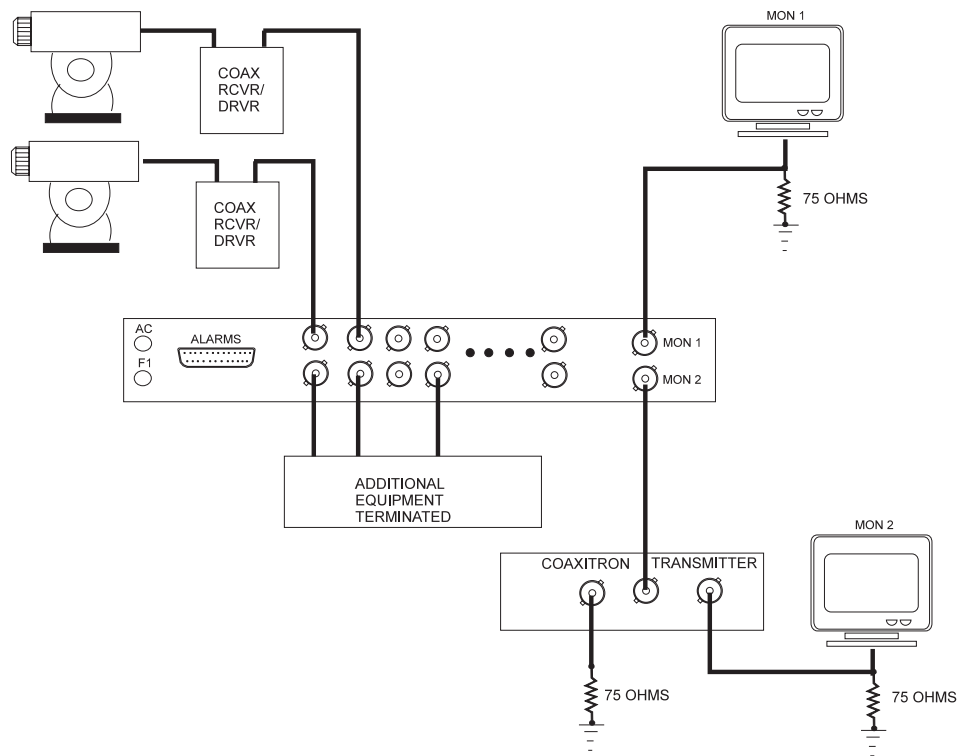 MON 1
COAX
RCVR/
DRVR
75 OHMS
COAX
RCVR/
DRVR
AC
ALARMS
MON 1
F1
MON 2
ADDITIONAL
EQUIPMENT
TERMINATED
MON 2
COAXITRON TRANSMITTER
75 OHMS
75 OHMS